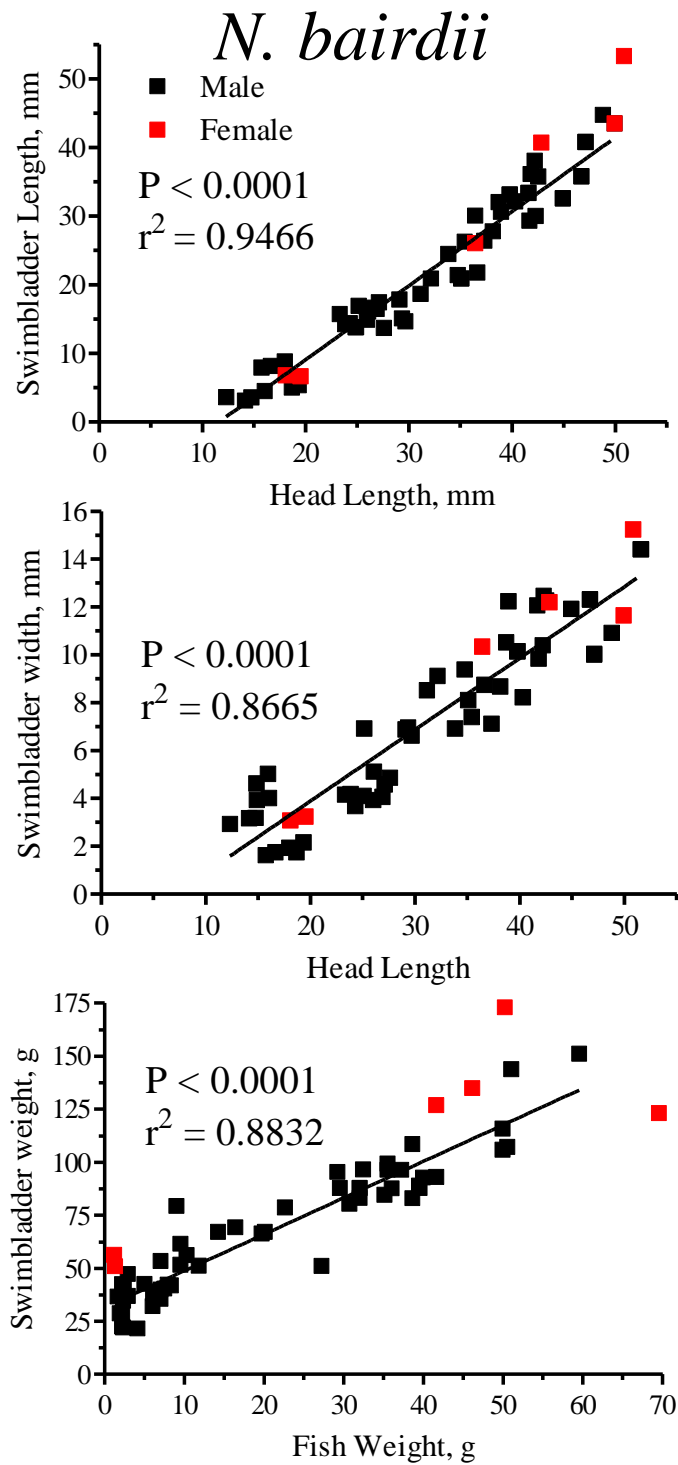 N. bairdii
Male
Female
P < 0.0001
r² = 0.9466
Swimbladder Length, mm
50
40
30
20
10
0
0 10 20 30 40 50
Head Length, mm
P < 0.0001
r² = 0.8665
Swimbladder width, mm
16
14
12
10
8
6
4
2
0
0 10 20 30 40 50
Head Length
P < 0.0001
r² = 0.8832
Swimbladder weight, g
175
150
125
100
75
50
25
0
0 10 20 30 40 50 60 70
Fish Weight, g